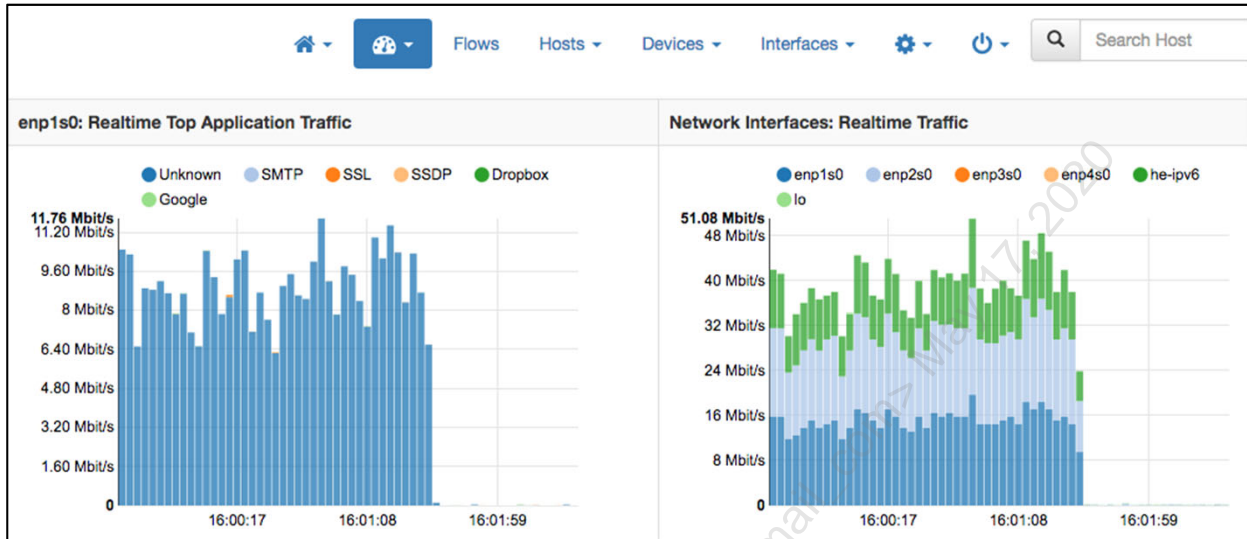 Flows Hosts Devices Interfaces Search Host
enp1s0: Realtime Top Application Traffic
Unknown SMTP SSL SSDP Dropbox
Google
11.76 Mbit/s
11.20 Mbit/s
9.60 Mbit/s
8 Mbit/s
6.40 Mbit/s
4.80 Mbit/s
3.20 Mbit/s
1.60 Mbit/s
0
16:00:17 16:01:08 16:01:59
Network Interfaces: Realtime Traffic
enp1s0 enp2s0 enp3s0 enp4s0 he-ipv6
lo
51.08 Mbit/s
48 Mbit/s
40 Mbit/s
32 Mbit/s
24 Mbit/s
16 Mbit/s
8 Mbit/s
0
16:00:17 16:01:08 16:01:59
com> May 17, 2020